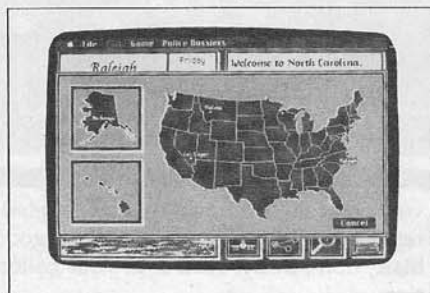 File Game Police Dossiers
Raleigh
Friday
Welcome to North Carolina.
Cancel